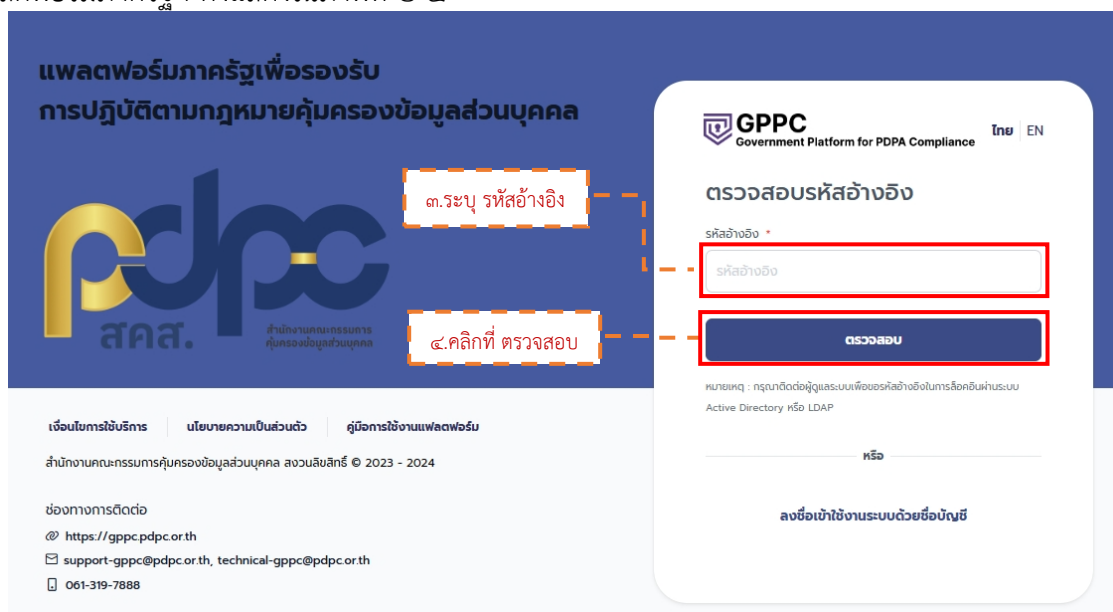 แพลตฟอร์มภาครัฐเพื่อรองรับ
การปฏิบัติตามกฎหมายคุ้มครองข้อมูลส่วนบุคคล
pdpc
สคส.
สำนักงานคณะกรรมการ
คุ้มครองข้อมูลส่วนบุคคล
๓.ระบุ รหัสอ้างอิง
๔.คลิกที่ ตรวจสอบ
GPPC
Government Platform for PDPA Compliance
ไทย EN
ตรวจสอบรหัสอ้างอิง
รหัสอ้างอิง *
รหัสอ้างอิง
ตรวจสอบ
หมายเหตุ : กรุณาติดต่อผู้ดูแลระบบเพื่อขอรหัสอ้างอิงในการล็อคอินผ่านระบบ
Active Directory หรือ LDAP
หรือ
ลงชื่อเข้าใช้งานระบบด้วยชื่อบัญชี
เงื่อนไขการใช้บริการ นโยบายความเป็นส่วนตัว คู่มือการใช้งานแพลตฟอร์ม
สำนักงานคณะกรรมการคุ้มครองข้อมูลส่วนบุคคล สงวนลิขสิทธิ์ © 2023 - 2024
ช่องทางการติดต่อ
https://gppc.pdpc.or.th
support-gppc@pdpc.or.th, technical-gppc@pdpc.or.th
061-319-7888